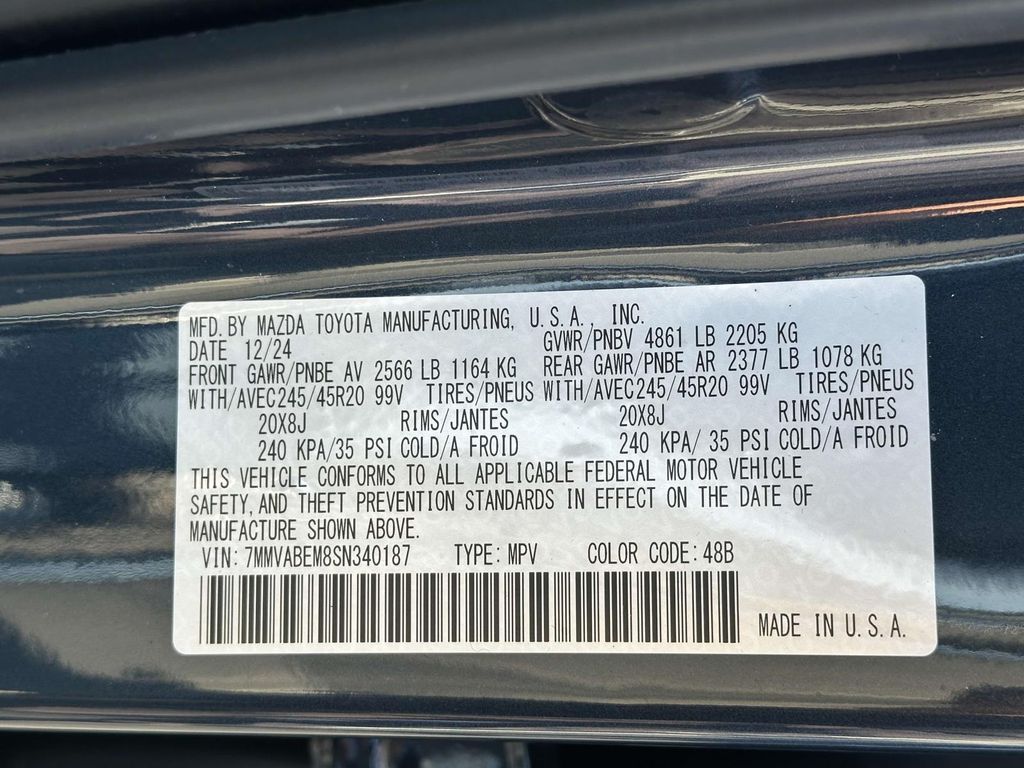 MFD. BY MAZDA TOYOTA MANUFACTURING, U.S.A., INC.
DATE 12/24 GVWR/PNBV 4861 LB 2205 KG
FRONT GAWR/PNBE AV 2566 LB 1164 KG REAR GAWR/PNBE AR 2377 LB 1078 KG
WITH/AVEC245/45R20 99V TIRES/PNEUS WITH/AVEC245/45R20 99V TIRES/PNEUS
20X8J RIMS/JANTES 20X8J RIMS/JANTES
240 KPA/35 PSI COLD/A FROID 240 KPA/ 35 PSI COLD/A FROID
THIS VEHICLE CONFORMS TO ALL APPLICABLE FEDERAL MOTOR VEHICLE
SAFETY, AND THEFT PREVENTION STANDARDS IN EFFECT ON THE DATE OF
MANUFACTURE SHOWN ABOVE.
VIN: 7MMVABEM8SN340187 TYPE: MPV COLOR CODE: 48B
MADE IN U.S.A.